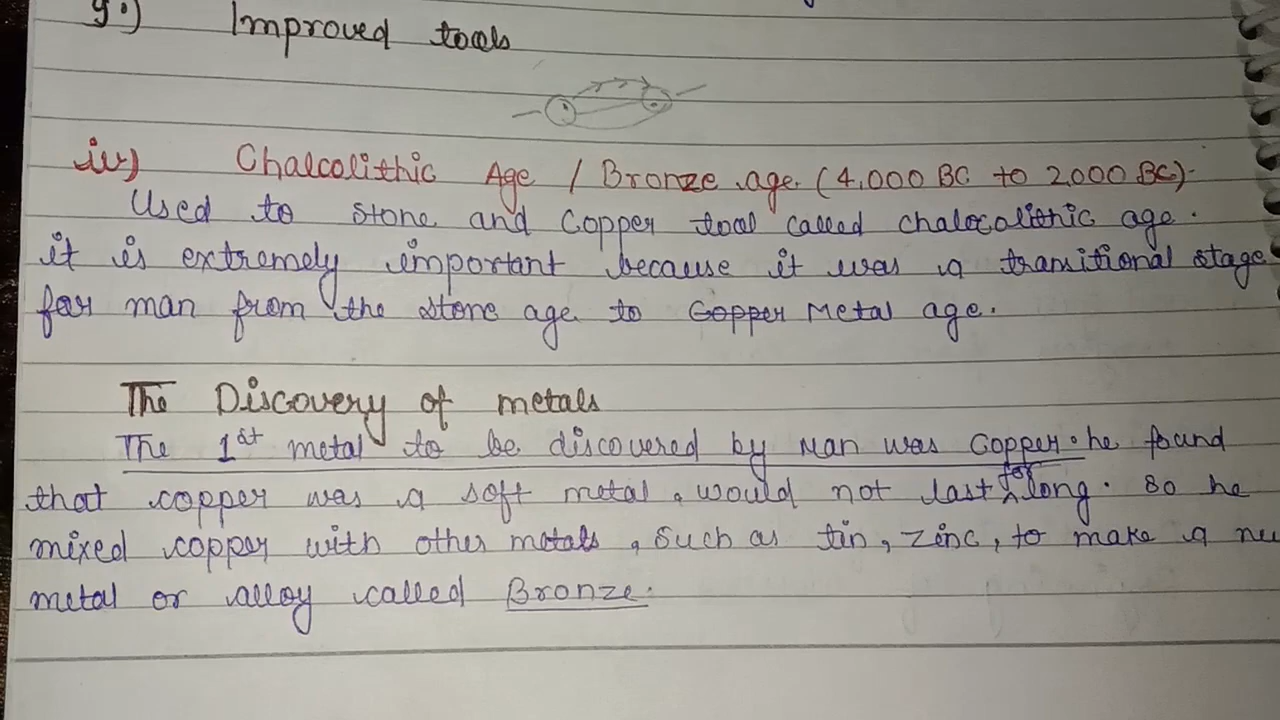 9.) Improved tools
iv) Chalcolithic Age / Bronze age (4,000 BC to 2000 BC)-
Used to stone and Copper tool called chalocolithic age.
it is extremely important because it was a transitional stage
for man from the stone age to Copper Metal age.
The Discovery of metals
The 1st metal to be discovered by Man was Copper. he found
that copper was a soft metal, would not last for long. so he
mixed copper with other metals, such as tin, zinc, to make a
metal or alloy called Bronze.